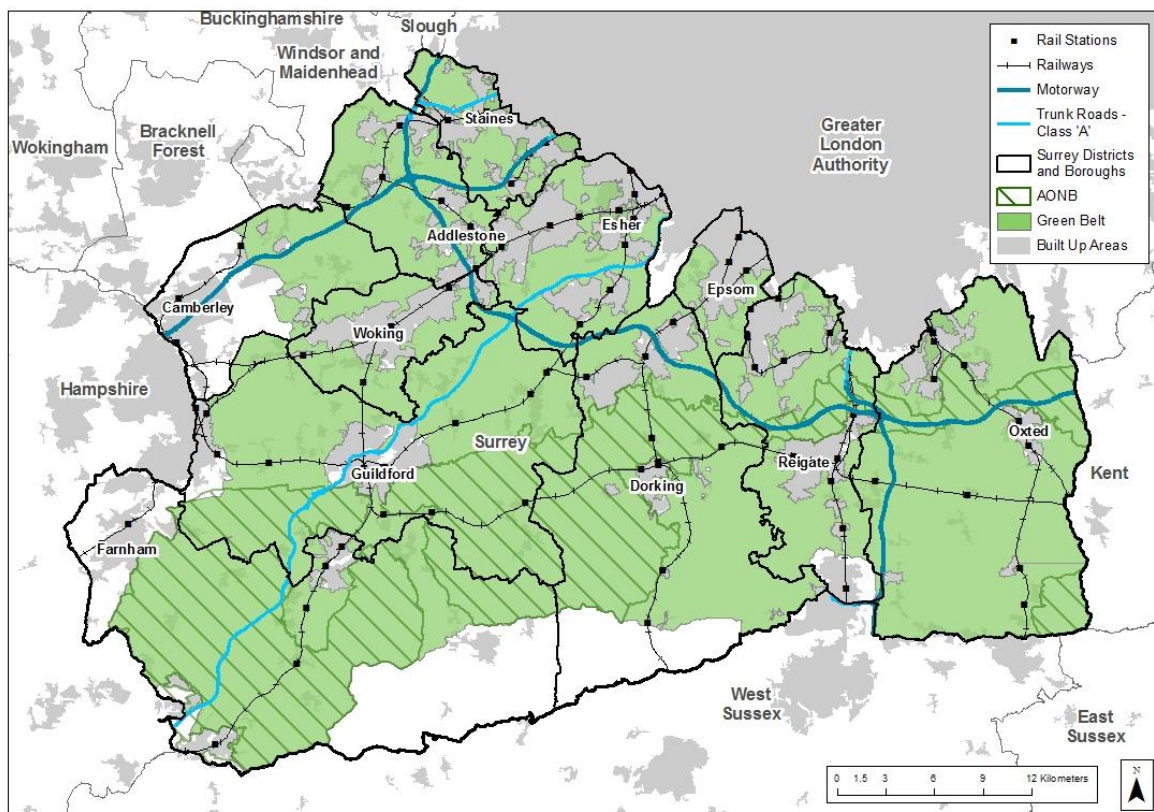 Buckinghamshire
Slough
Windsor and
Maidenhead
Bracknell
Forest
Wokingham
Staines
Greater
London
Authority
Addlestone
Esher
Epsom
Camberley
Woking
Hampshire
Surrey
Guildford
Dorking
Reigate
Oxted
Kent
Farnham
West
Sussex
East
Sussex
Rail Stations
Railways
Motorway
Trunk Roads -
Class 'A'
Surrey Districts
and Boroughs
AONB
Green Belt
Built Up Areas
0 1.5 3 6 9 12 Kilometers
N